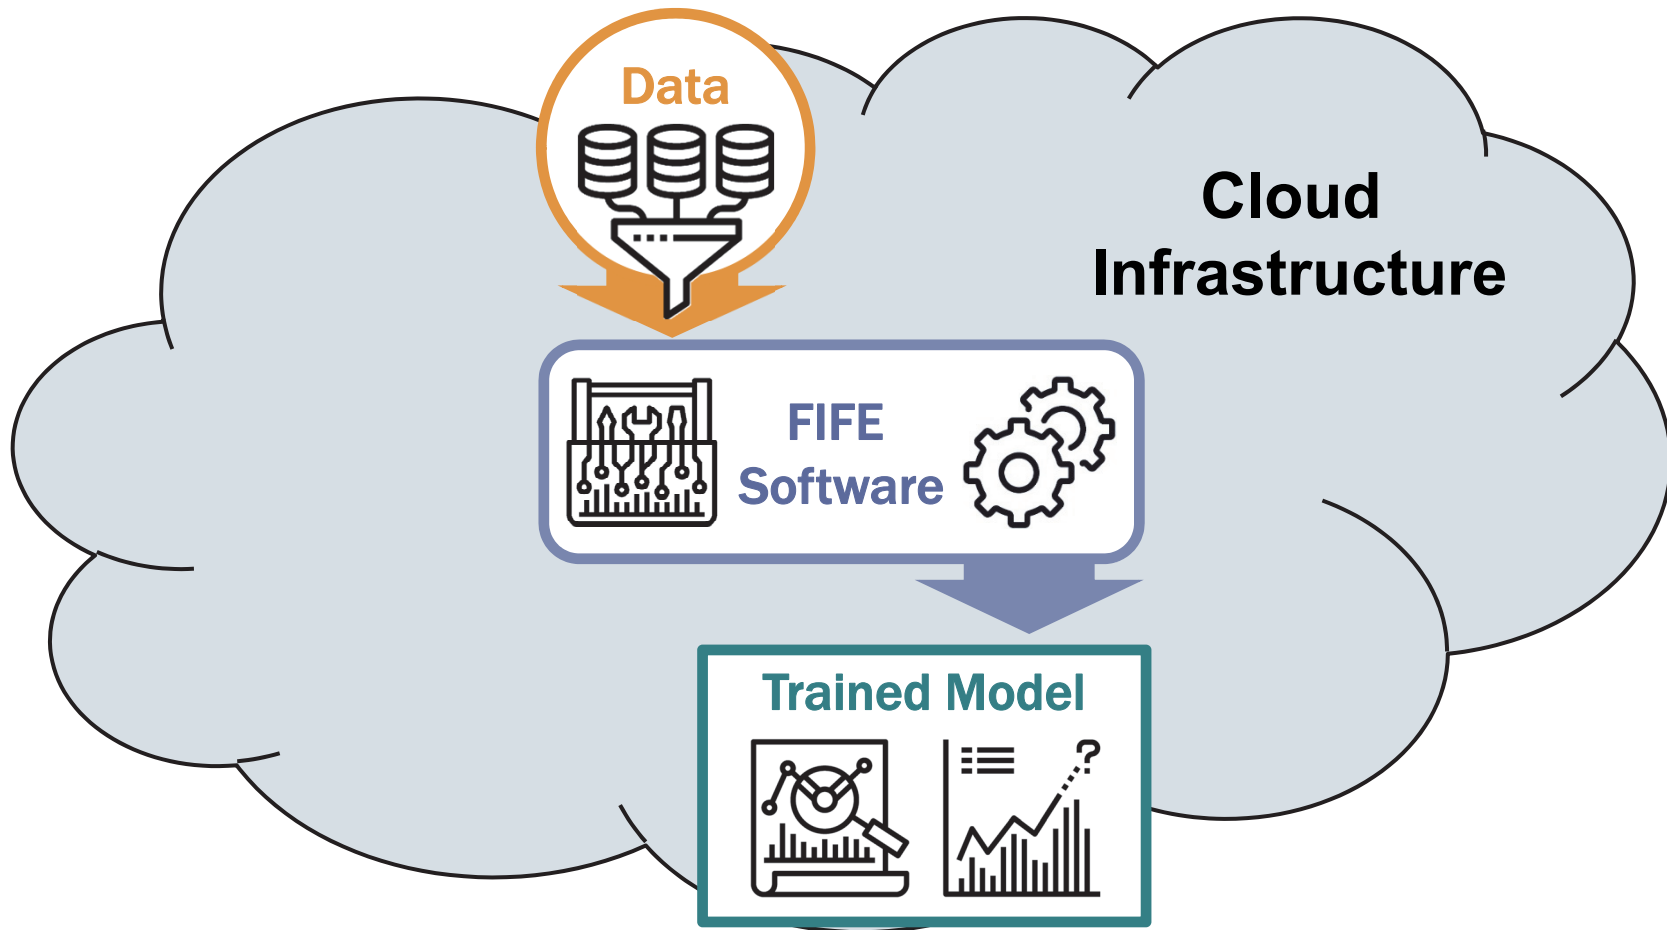 Data
Cloud
Infrastructure
FIFE
Software
Trained Model
?